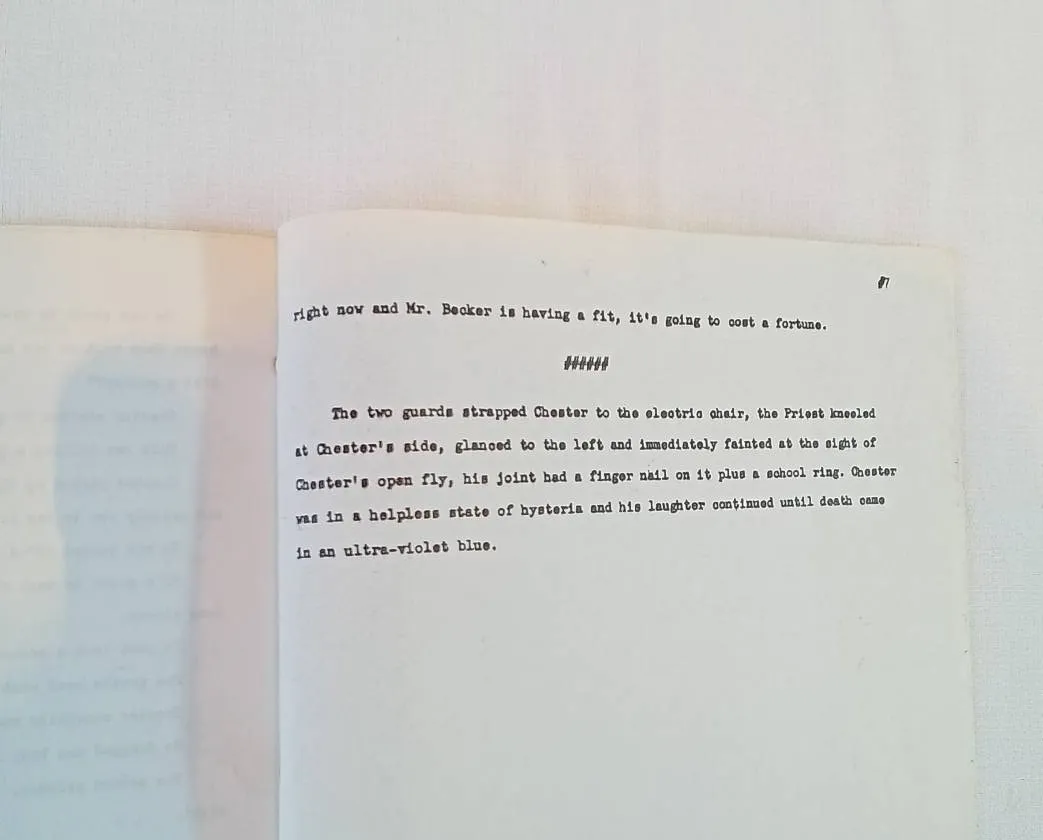 #7
right now and Mr. Becker is having a fit, it's going to cost a fortune.
######
The two guards strapped Chester to the electric chair, the Priest kneeled
at Chester's side, glanced to the left and immediately fainted at the sight of
Chester's open fly, his joint had a finger nail on it plus a school ring. Chester
was in a helpless state of hysteria and his laughter continued until death came
in an ultra-violet blue.